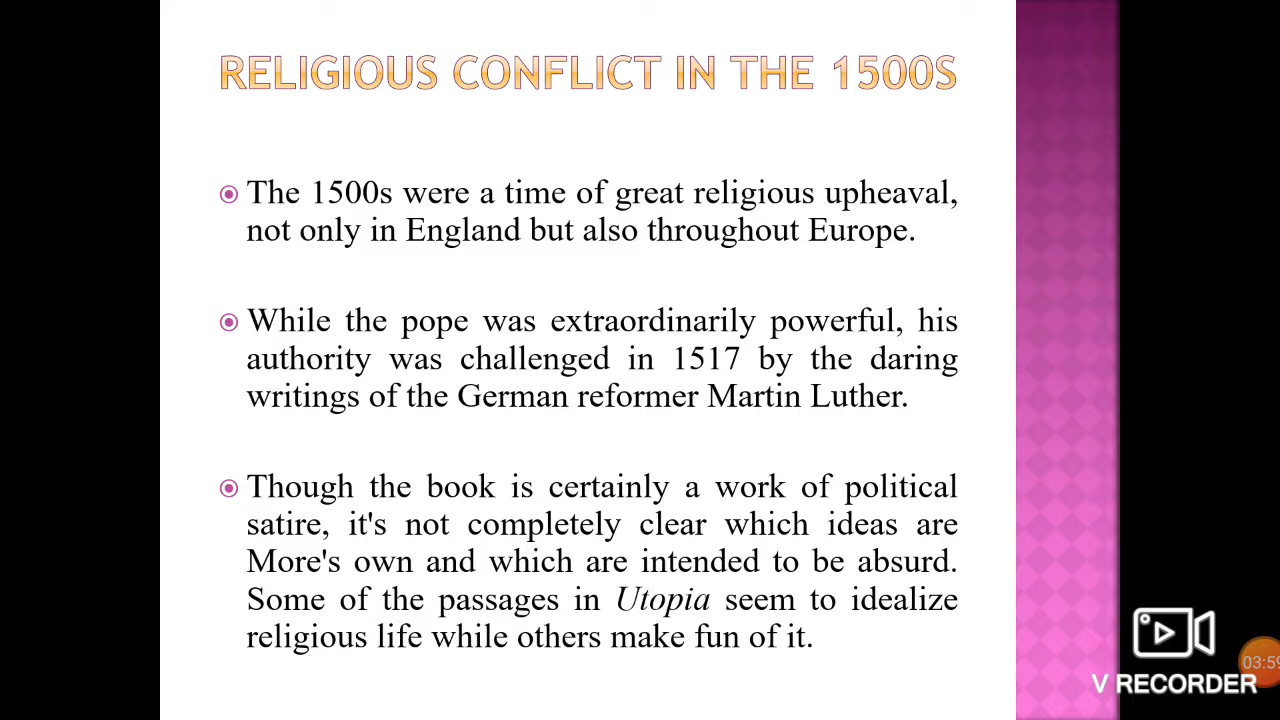 RELIGIOUS CONFLICT IN THE 1500S
The 1500s were a time of great religious upheaval,
not only in England but also throughout Europe.
While the pope was extraordinarily powerful, his
authority was challenged in 1517 by the daring
writings of the German reformer Martin Luther.
Though the book is certainly a work of political
satire, it's not completely clear which ideas are
More's own and which are intended to be absurd.
Some of the passages in Utopia seem to idealize
religious life while others make fun of it.
03:59
V RECORDER